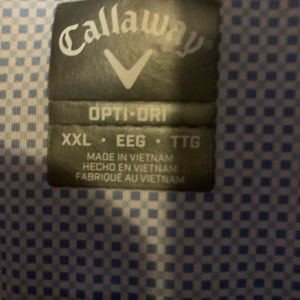 Callaway
OPTI•DRI
XXL • EEG • TTG
MADE IN VIETNAM
HECHO EN VIETNAM
FABRIQUÉ AU VIETNAM